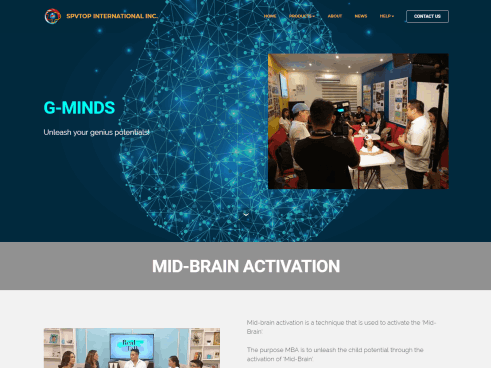 SPVTOP INTERNATIONAL INC.
HOME PRODUCTS ABOUT NEWS HELP CONTACT US
G-MINDS
Unleash your genius potentials!
MID-BRAIN ACTIVATION
Mid-brain activation is a technique that is used to activate the 'Mid-
Brain'.
The purpose MBA is to unleash the child potential through the
activation of 'Mid-Brain'
Real
Talk